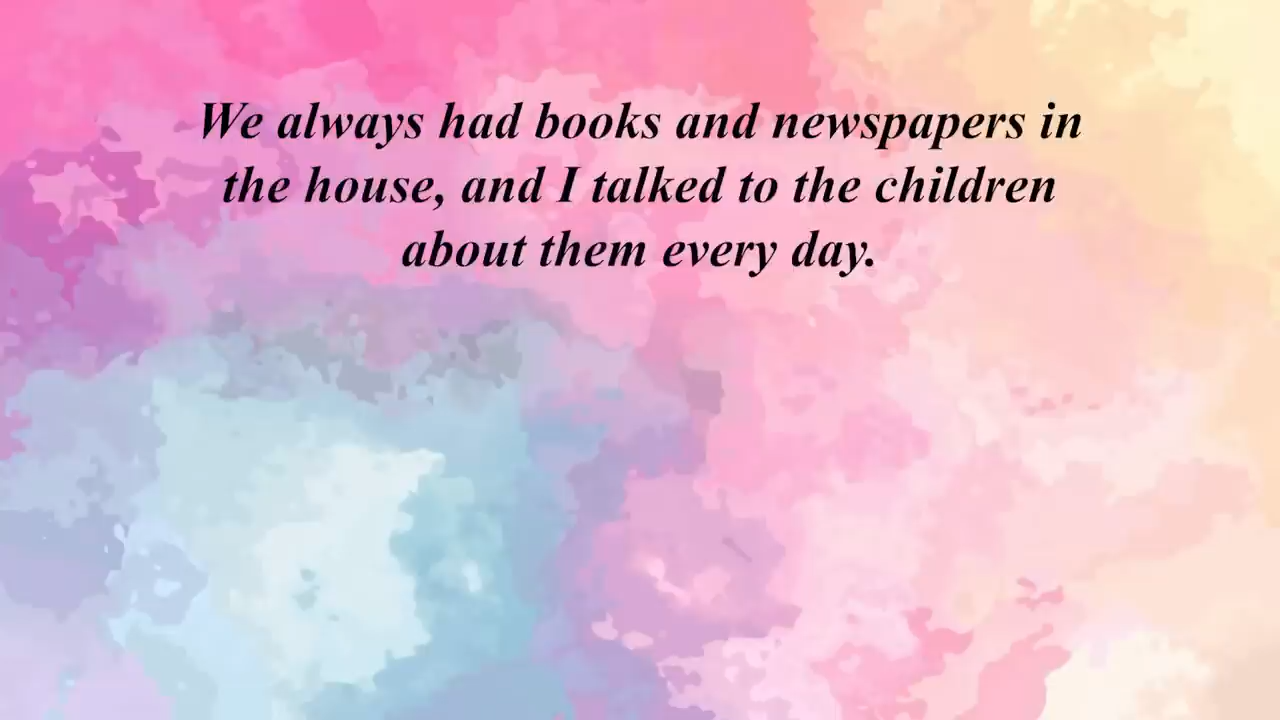 We always had books and newspapers in
the house, and I talked to the children
about them every day.